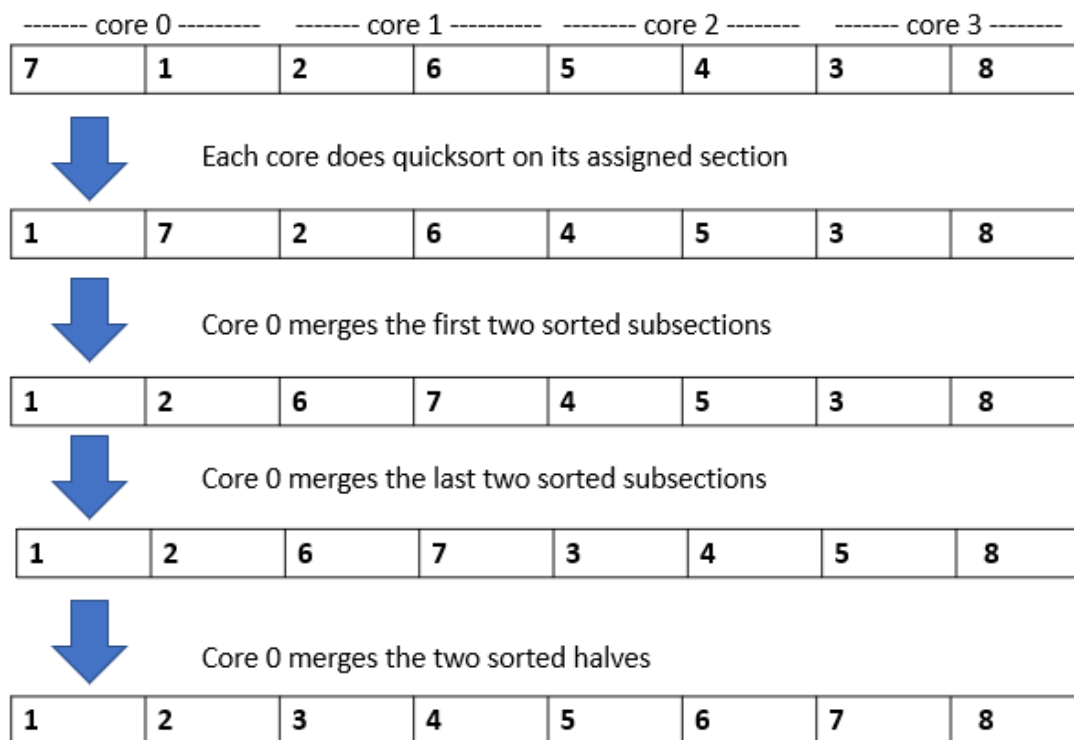 ------- core 0 --------- ---------- core 1 --------- --------- core 2 --------- --------- core 3 --------
7 1 2 6 5 4 3 8
Each core does quicksort on its assigned section
1 7 2 6 4 5 3 8
Core 0 merges the first two sorted subsections
1 2 6 7 4 5 3 8
Core 0 merges the last two sorted subsections
1 2 6 7 3 4 5 8
Core 0 merges the two sorted halves
1 2 3 4 5 6 7 8